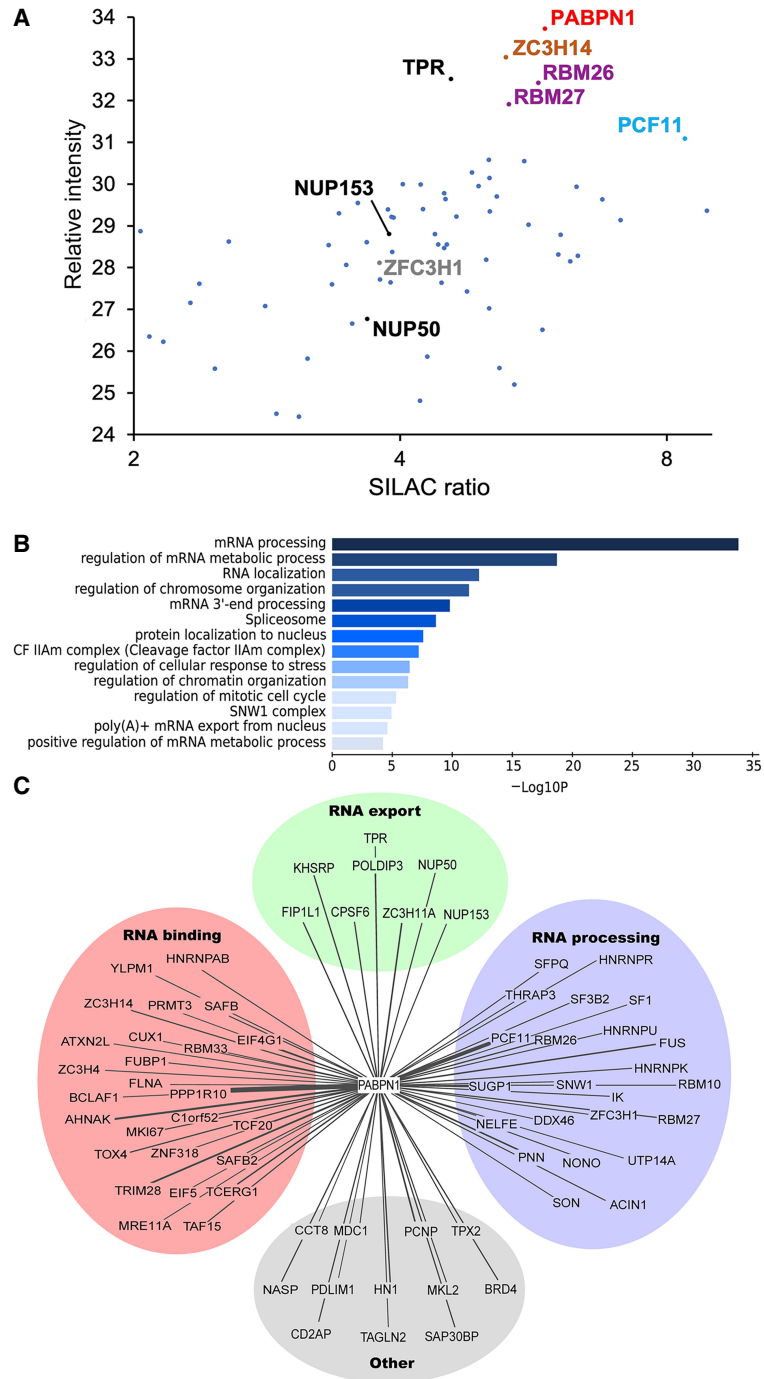 A
34
33
32
31
30
29
28
27
26
25
24
Relative intensity
2
4
8
SILAC ratio
PABPN1
ZC3H14
TPR
RBM26
RBM27
PCF11
NUP153
ZFC3H1
NUP50
B
mRNA processing
regulation of mRNA metabolic process
RNA localization
regulation of chromosome organization
mRNA 3'-end processing
Spliceosome
protein localization to nucleus
CF IIAm complex (Cleavage factor IIAm complex)
regulation of cellular response to stress
regulation of chromatin organization
regulation of mitotic cell cycle
SNW1 complex
poly(A)+ mRNA export from nucleus
positive regulation of mRNA metabolic process
0 5 10 15 20 25 30 35
−Log10P
C
RNA export
TPR
KHSRP POLDIP3 NUP50
FIP1L1 CPSF6 ZC3H11A NUP153
RNA binding
YLPM1 HNRNPAB
ZC3H14 PRMT3 SAFB
ATXN2L CUX1 RBM33 EIF4G1
ZC3H4 FUBP1
FLNA
BCLAF1 PPP1R10
AHNAK C1orf52
MKI67 TCF20
TOX4 ZNF318 SAFB2
TRIM28 EIF5 TCERG1
MRE11A TAF15
PABPN1
RNA processing
SFPQ HNRNPR
THRAP3 SF3B2 SF1
PCF11 RBM26 HNRNPU FUS
HNRNPK
SUGP1 SNW1 RBM10
IK
NELFE DDX46 ZFC3H1 RBM27
PNN NONO UTP14A
SON ACIN1
CCT8 MDC1 PCNP TPX2
NASP PDLIM1 HN1 MKL2 BRD4
CD2AP TAGLN2 SAP30BP
Other